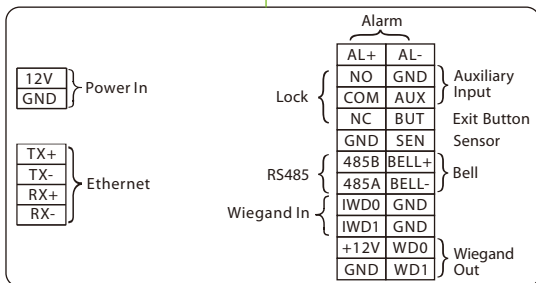 Alarm
AL+ AL-
NO GND
COM AUX
NC BUT
GND SEN
485B BELL+
485A BELL-
IWD0 GND
IWD1 GND
+12V WD0
GND WD1
Lock
RS485
Wiegand In
Auxiliary
Input
Exit Button
Sensor
Bell
Wiegand
Out
12V
GND
Power In
TX+
TX-
RX+
RX-
Ethernet